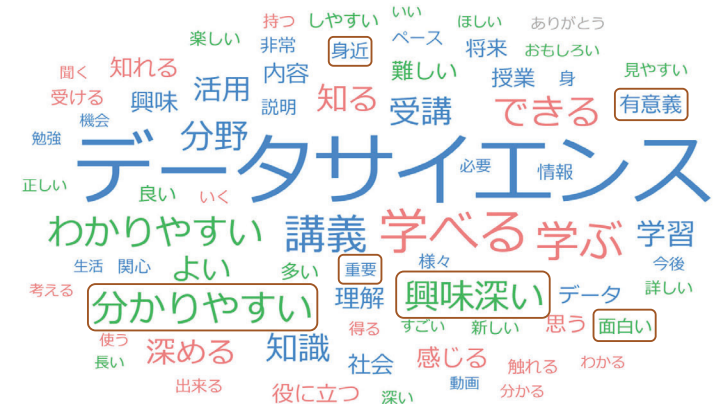 持つ しやすい いい ほしい ありがとう
楽しい 非常 身近 ペース 将来 おもしろい
聞く 知れる 内容 難しい 授業 身 見やすい
受ける 興味 活用 説明 知る 受講 できる 有意義
機会
勉強 分野 データサイエンス 必要 情報
正しい 良い いく
わかりやすい 講義 学べる 学ぶ 学習
生活 関心 よい 多い 重要 様々 今後
考える 分かりやすい 理解 興味深い データ 詳しい
使う 得る すごい 新しい 思う 面白い
長い 深める 知識 社会 感じる 触れる わかる
出来る 役に立つ 深い 動画 分かる